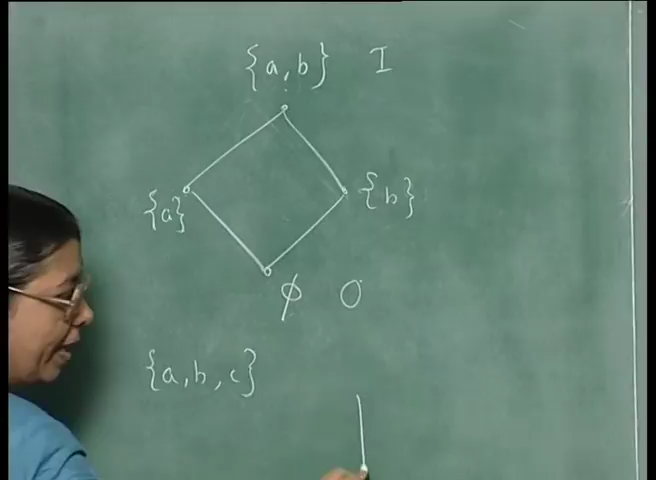 {a, b} I
{a} {b}
ϕ O
{a, b, c}